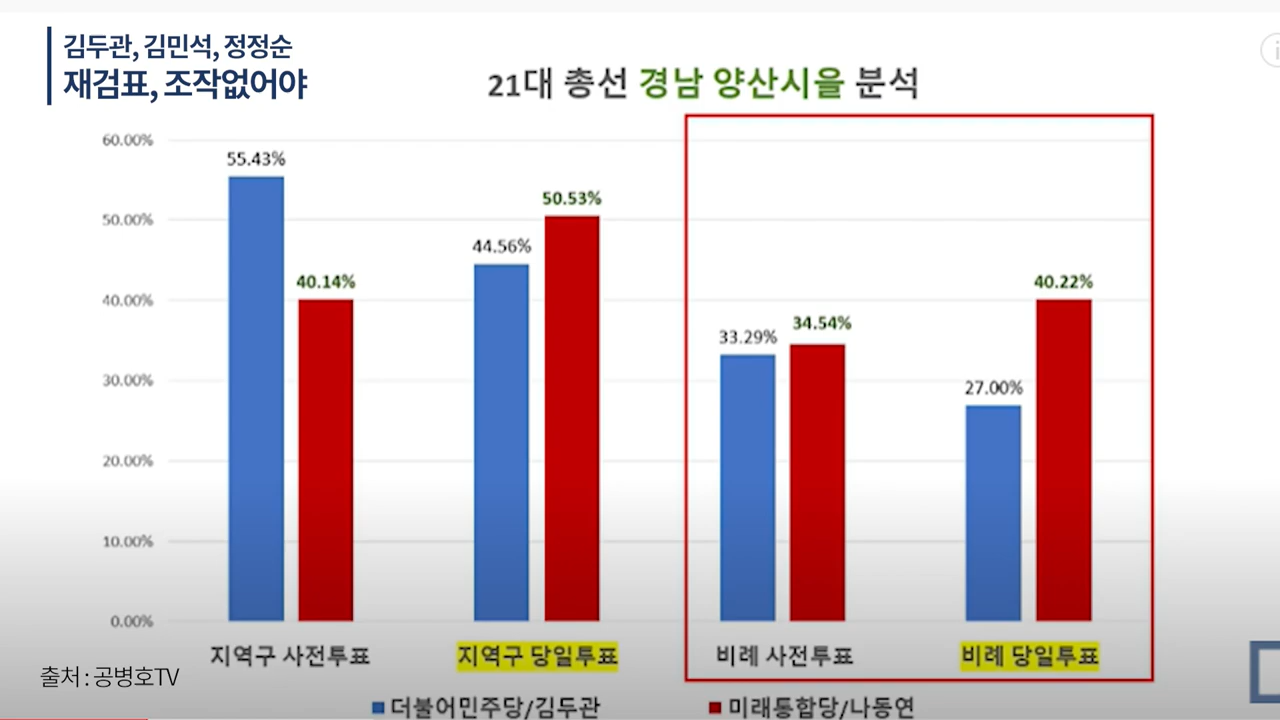 김두관, 김민석, 정정순
재검표, 조작없어야
21대 총선 경남 양산시을 분석
60.00%
50.00%
40.00%
30.00%
20.00%
10.00%
0.00%
55.43%
40.14%
44.56%
50.53%
33.29%
34.54%
27.00%
40.22%
지역구 사전투표
지역구 당일투표
비례 사전투표
비례 당일투표
출처 : 공병호TV
더불어민주당/김두관
미래통합당/나동연